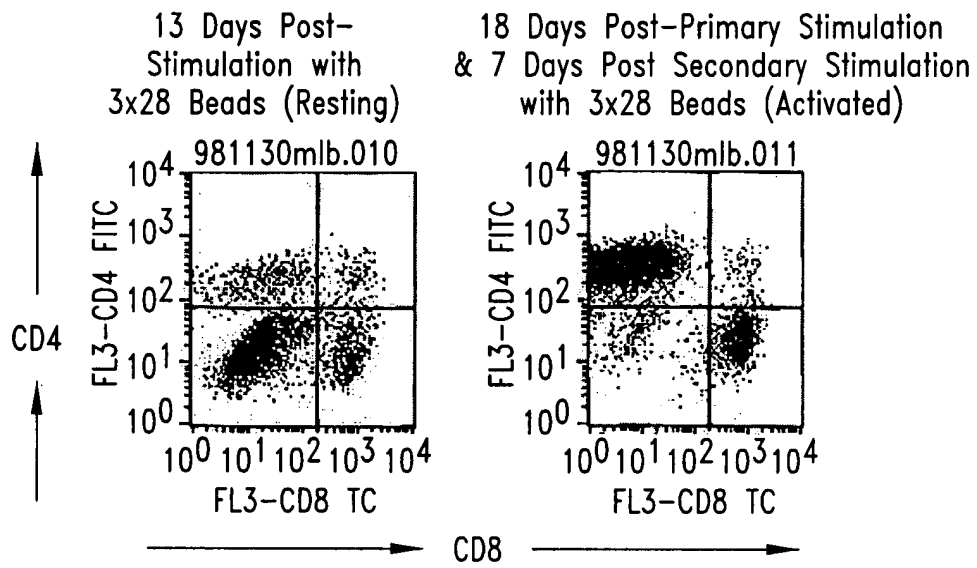 13 Days Post-
Stimulation with
3x28 Beads (Resting)
981130mlb.010
10⁴
10³
10²
10¹
10⁰
FL3-CD4 FITC
10⁰ 10¹ 10² 10³ 10⁴
FL3-CD8 TC
18 Days Post-Primary Stimulation
& 7 Days Post Secondary Stimulation
with 3x28 Beads (Activated)
981130mlb.011
10⁴
10³
10²
10¹
10⁰
FL3-CD4 FITC
10⁰ 10¹ 10² 10³ 10⁴
FL3-CD8 TC
CD4
CD8